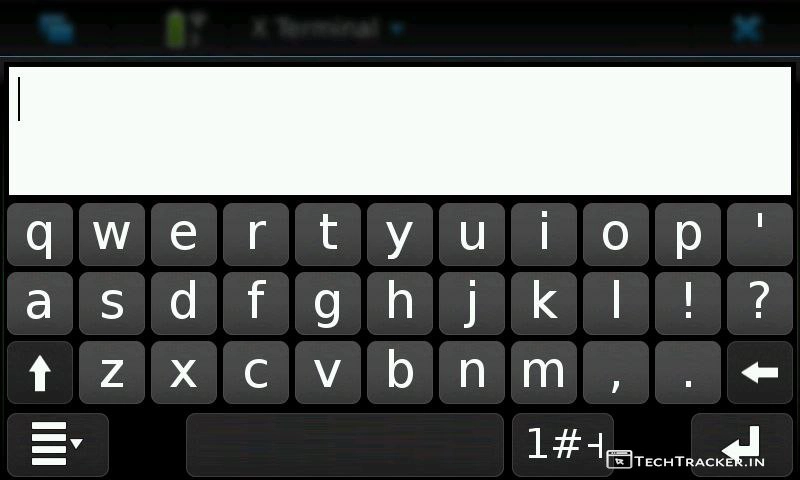 X Terminal
q w e r t y u i o p '
a s d f g h j k l ! ?
z x c v b n m , .
1#+
TECHTRACKER.IN